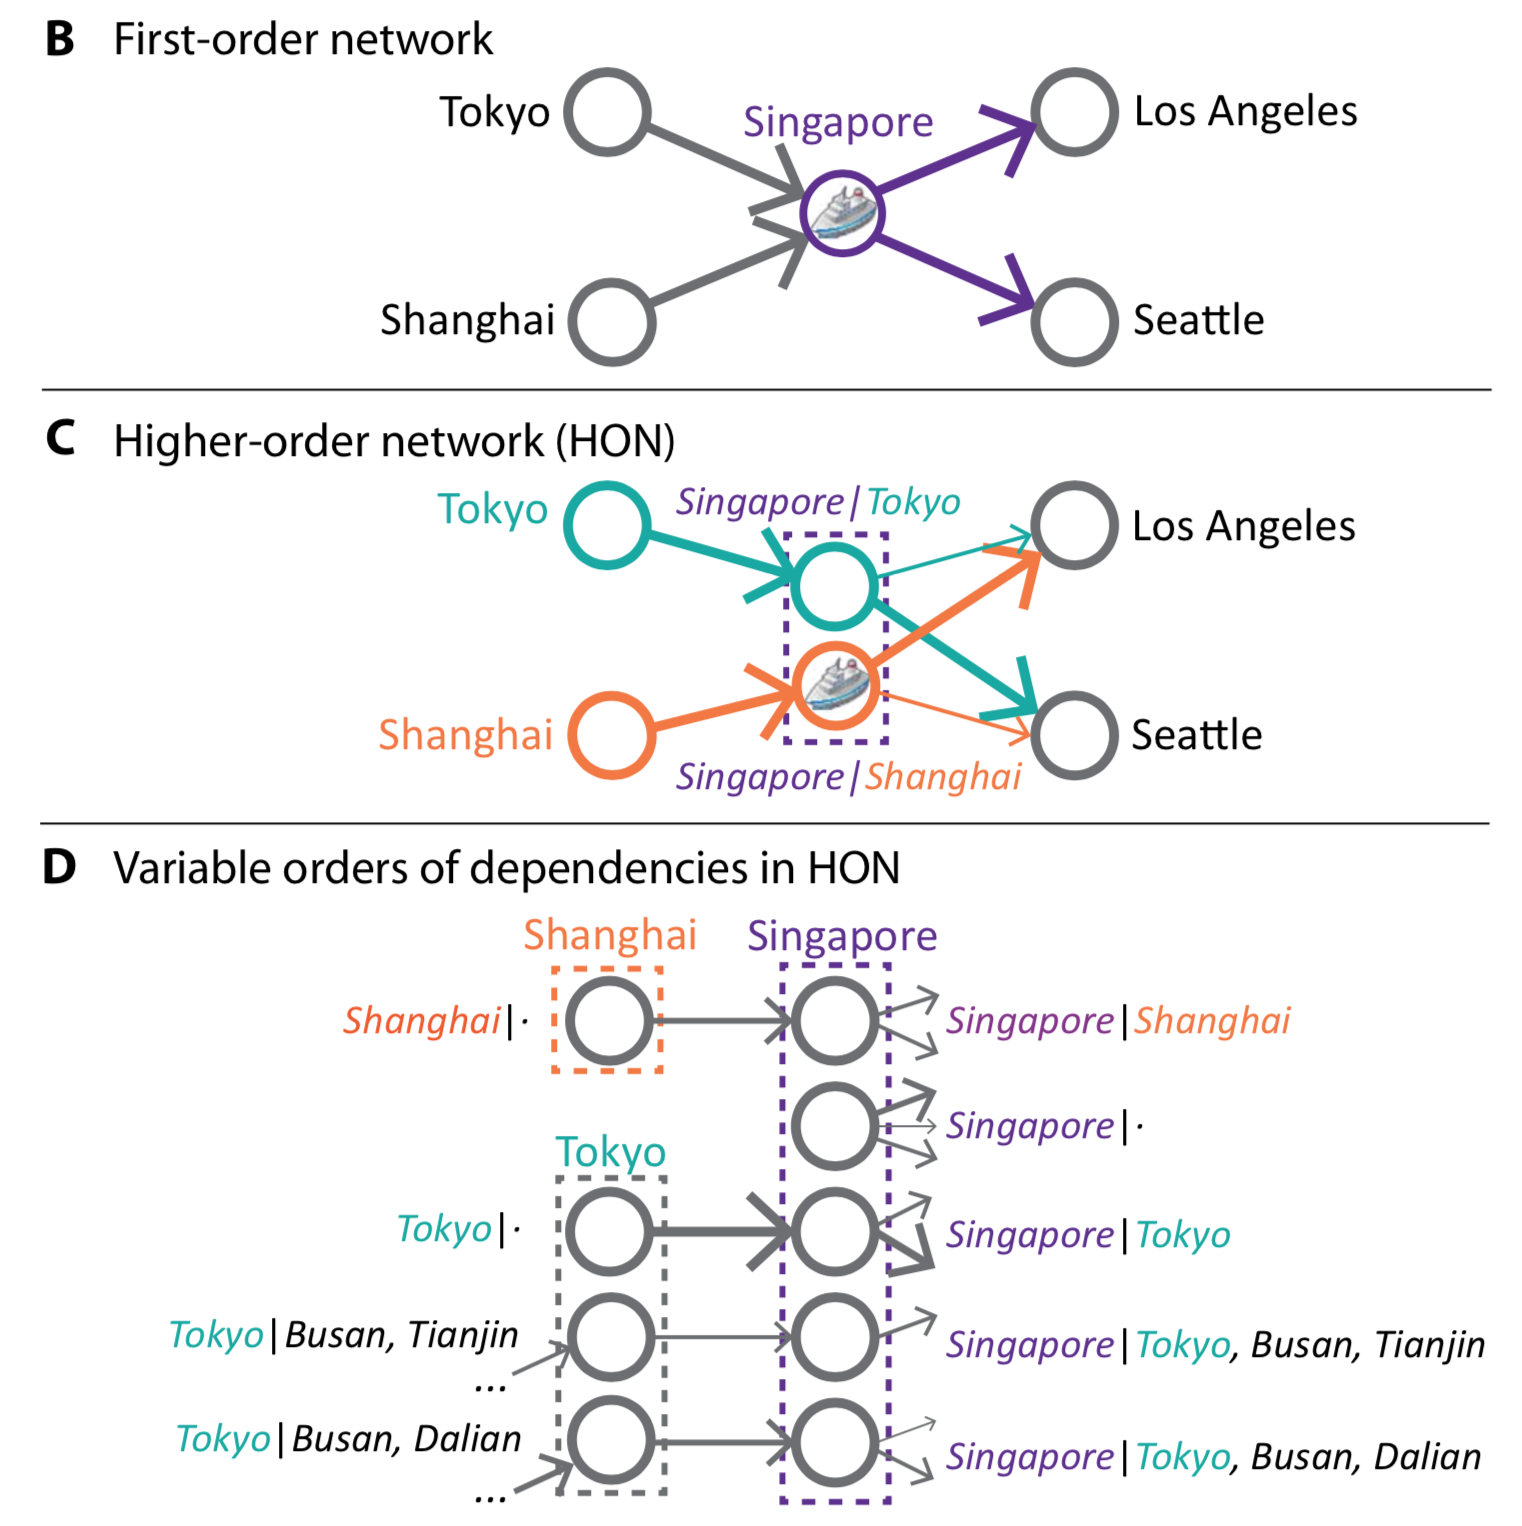 B First-order network
Tokyo
Singapore
Los Angeles
Shanghai
Seattle
C Higher-order network (HON)
Tokyo
Singapore|Tokyo
Los Angeles
Shanghai
Seattle
Singapore|Shanghai
D Variable orders of dependencies in HON
Shanghai
Singapore
Shanghai|·
Singapore|Shanghai
Singapore|·
Tokyo
Tokyo|·
Singapore|Tokyo
Tokyo|Busan, Tianjin
Singapore|Tokyo, Busan, Tianjin
...
Tokyo|Busan, Dalian
Singapore|Tokyo, Busan, Dalian
...